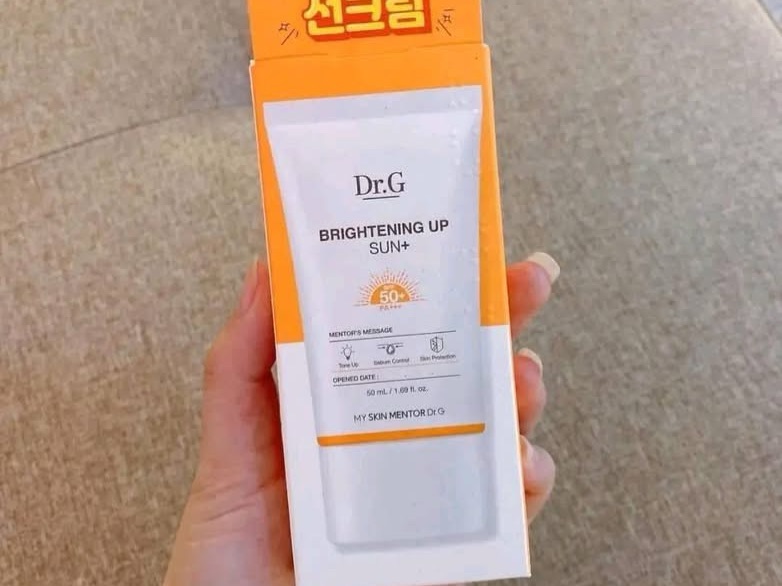 선크림
Dr.G
BRIGHTENING UP
SUN+
SPF
50+
PA+++
MENTOR'S MESSAGE
Tone Up Sebum Control Skin Protection
OPENED DATE :
50 mL / 1.69 fl. oz.
MY SKIN MENTOR Dr.G